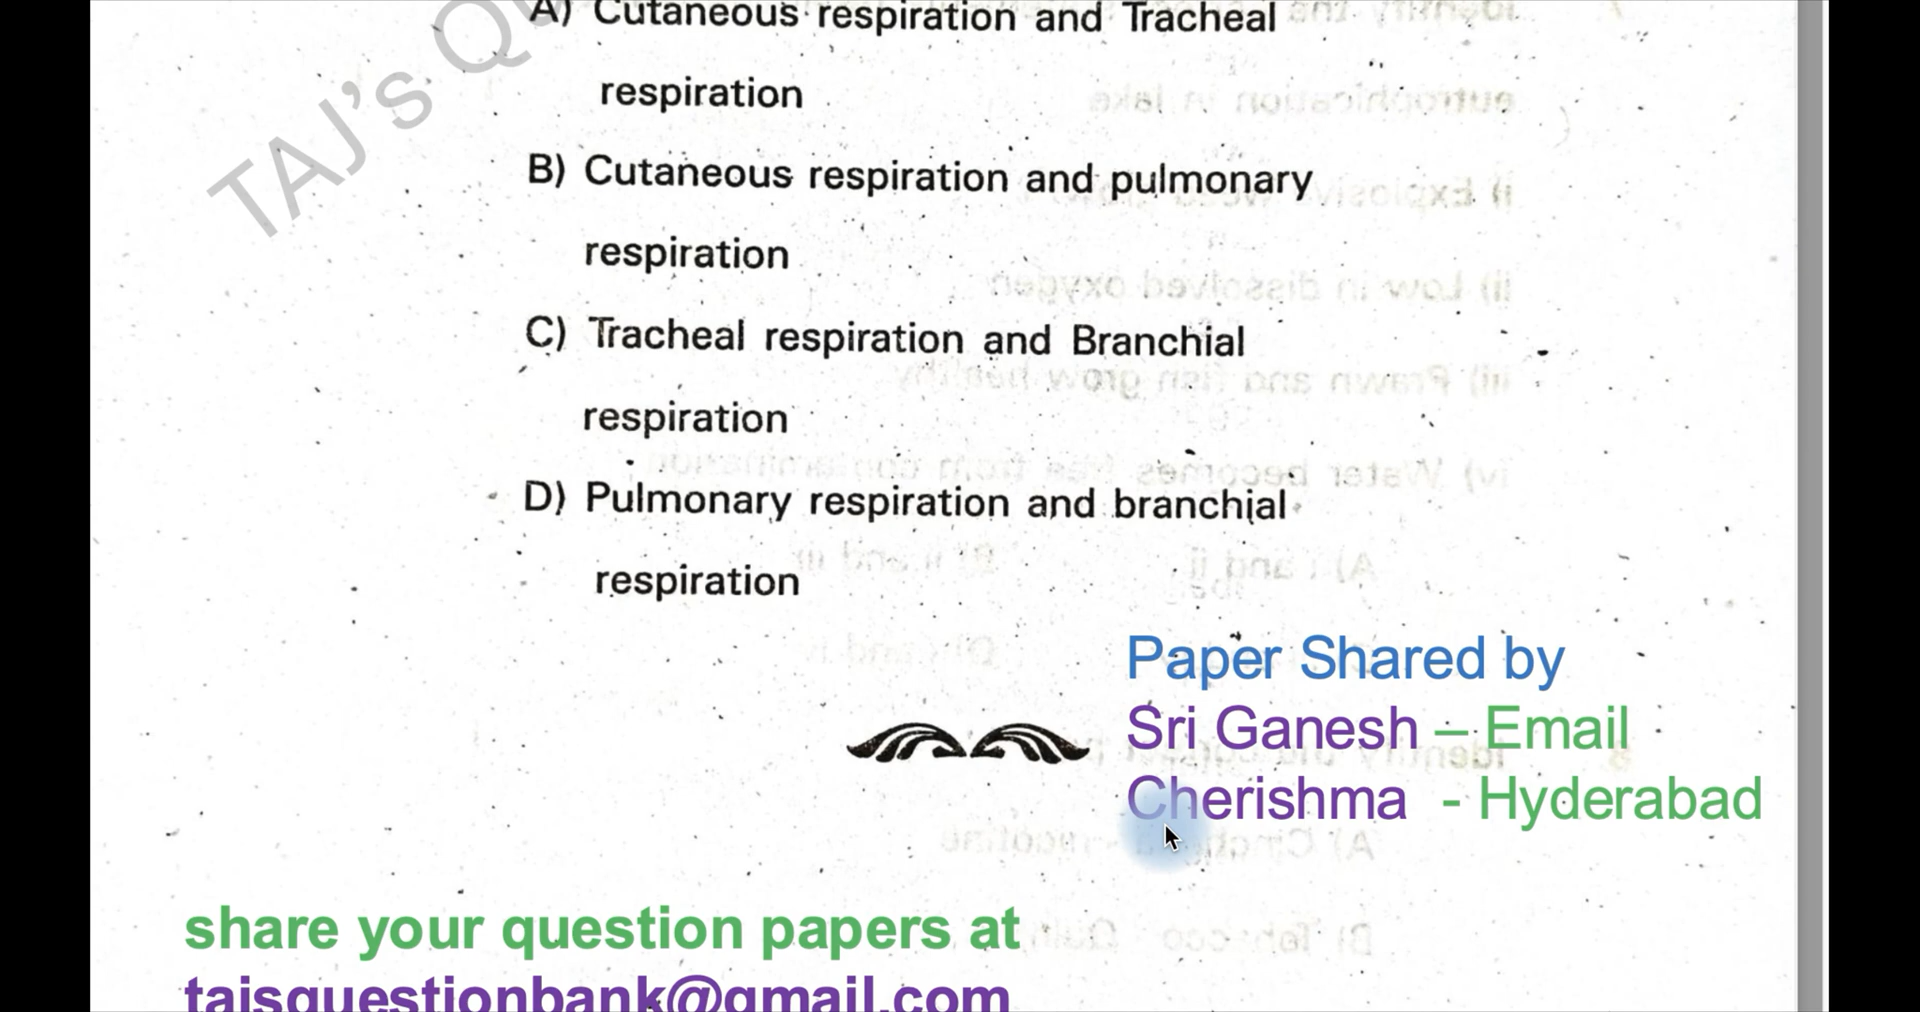 TAJ's Q
A) Cutaneous respiration and Tracheal
respiration
B) Cutaneous respiration and pulmonary
respiration
C) Tracheal respiration and Branchial
respiration
D) Pulmonary respiration and branchial
respiration
Paper Shared by
Sri Ganesh – Email
Cherishma - Hyderabad
share your question papers at
tajsquestionbank@gmail.com